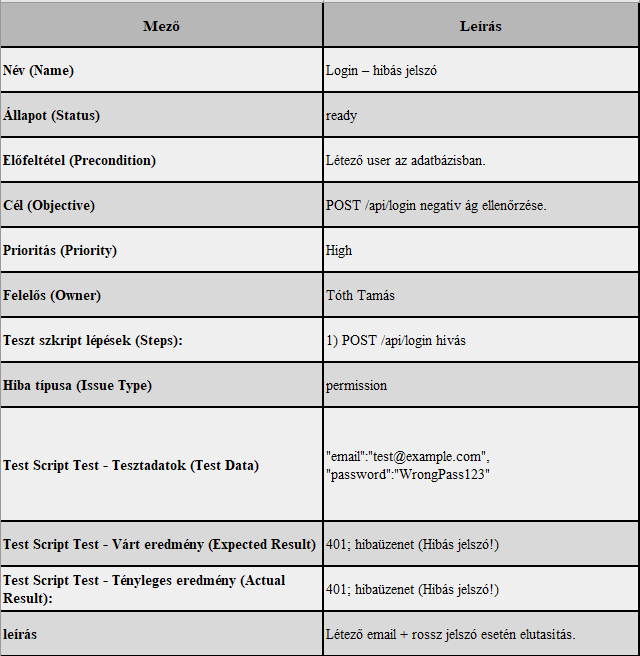 Mező Leírás
Név (Name) Login – hibás jelszó
Állapot (Status) ready
Előfeltétel (Precondition) Létező user az adatbázisban.
Cél (Objective) POST /api/login negatív ág ellenőrzése.
Prioritás (Priority) High
Felelős (Owner) Tóth Tamás
Teszt szkript lépések (Steps): 1) POST /api/login hívás
Hiba típusa (Issue Type) permission
Test Script Test - Tesztadatok (Test Data) "email":"test@example.com",
"password":"WrongPass123"
Test Script Test - Várt eredmény (Expected Result) 401; hibaüzenet (Hibás jelszó!)
Test Script Test - Tényleges eredmény (Actual
Result): 401; hibaüzenet (Hibás jelszó!)
leírás Létező email + rossz jelszó esetén elutasítás.